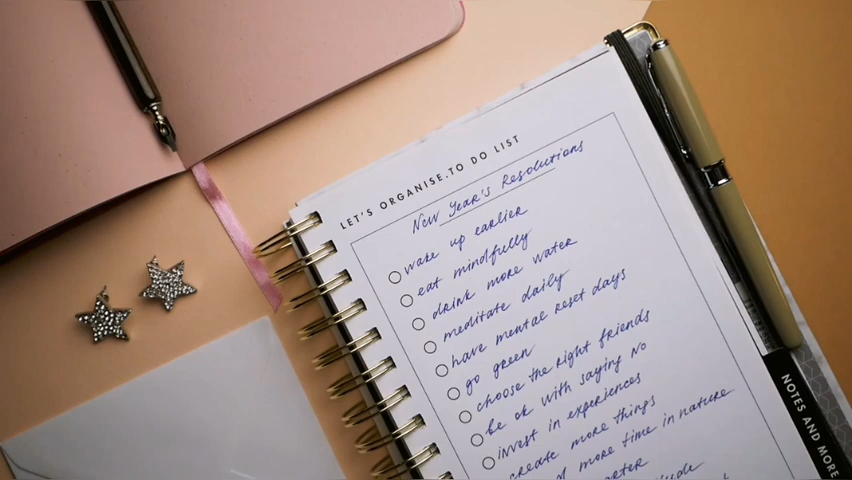 LET'S ORGANISE.TO DO LIST
New Year's Resolutions
wake up earlier
eat mindfully
drink more water
meditate daily
have mental reset days
go green
choose the right friends
be ok with saying NO
invest in experiences
create more things
more time in nature
NOTES AND MORE